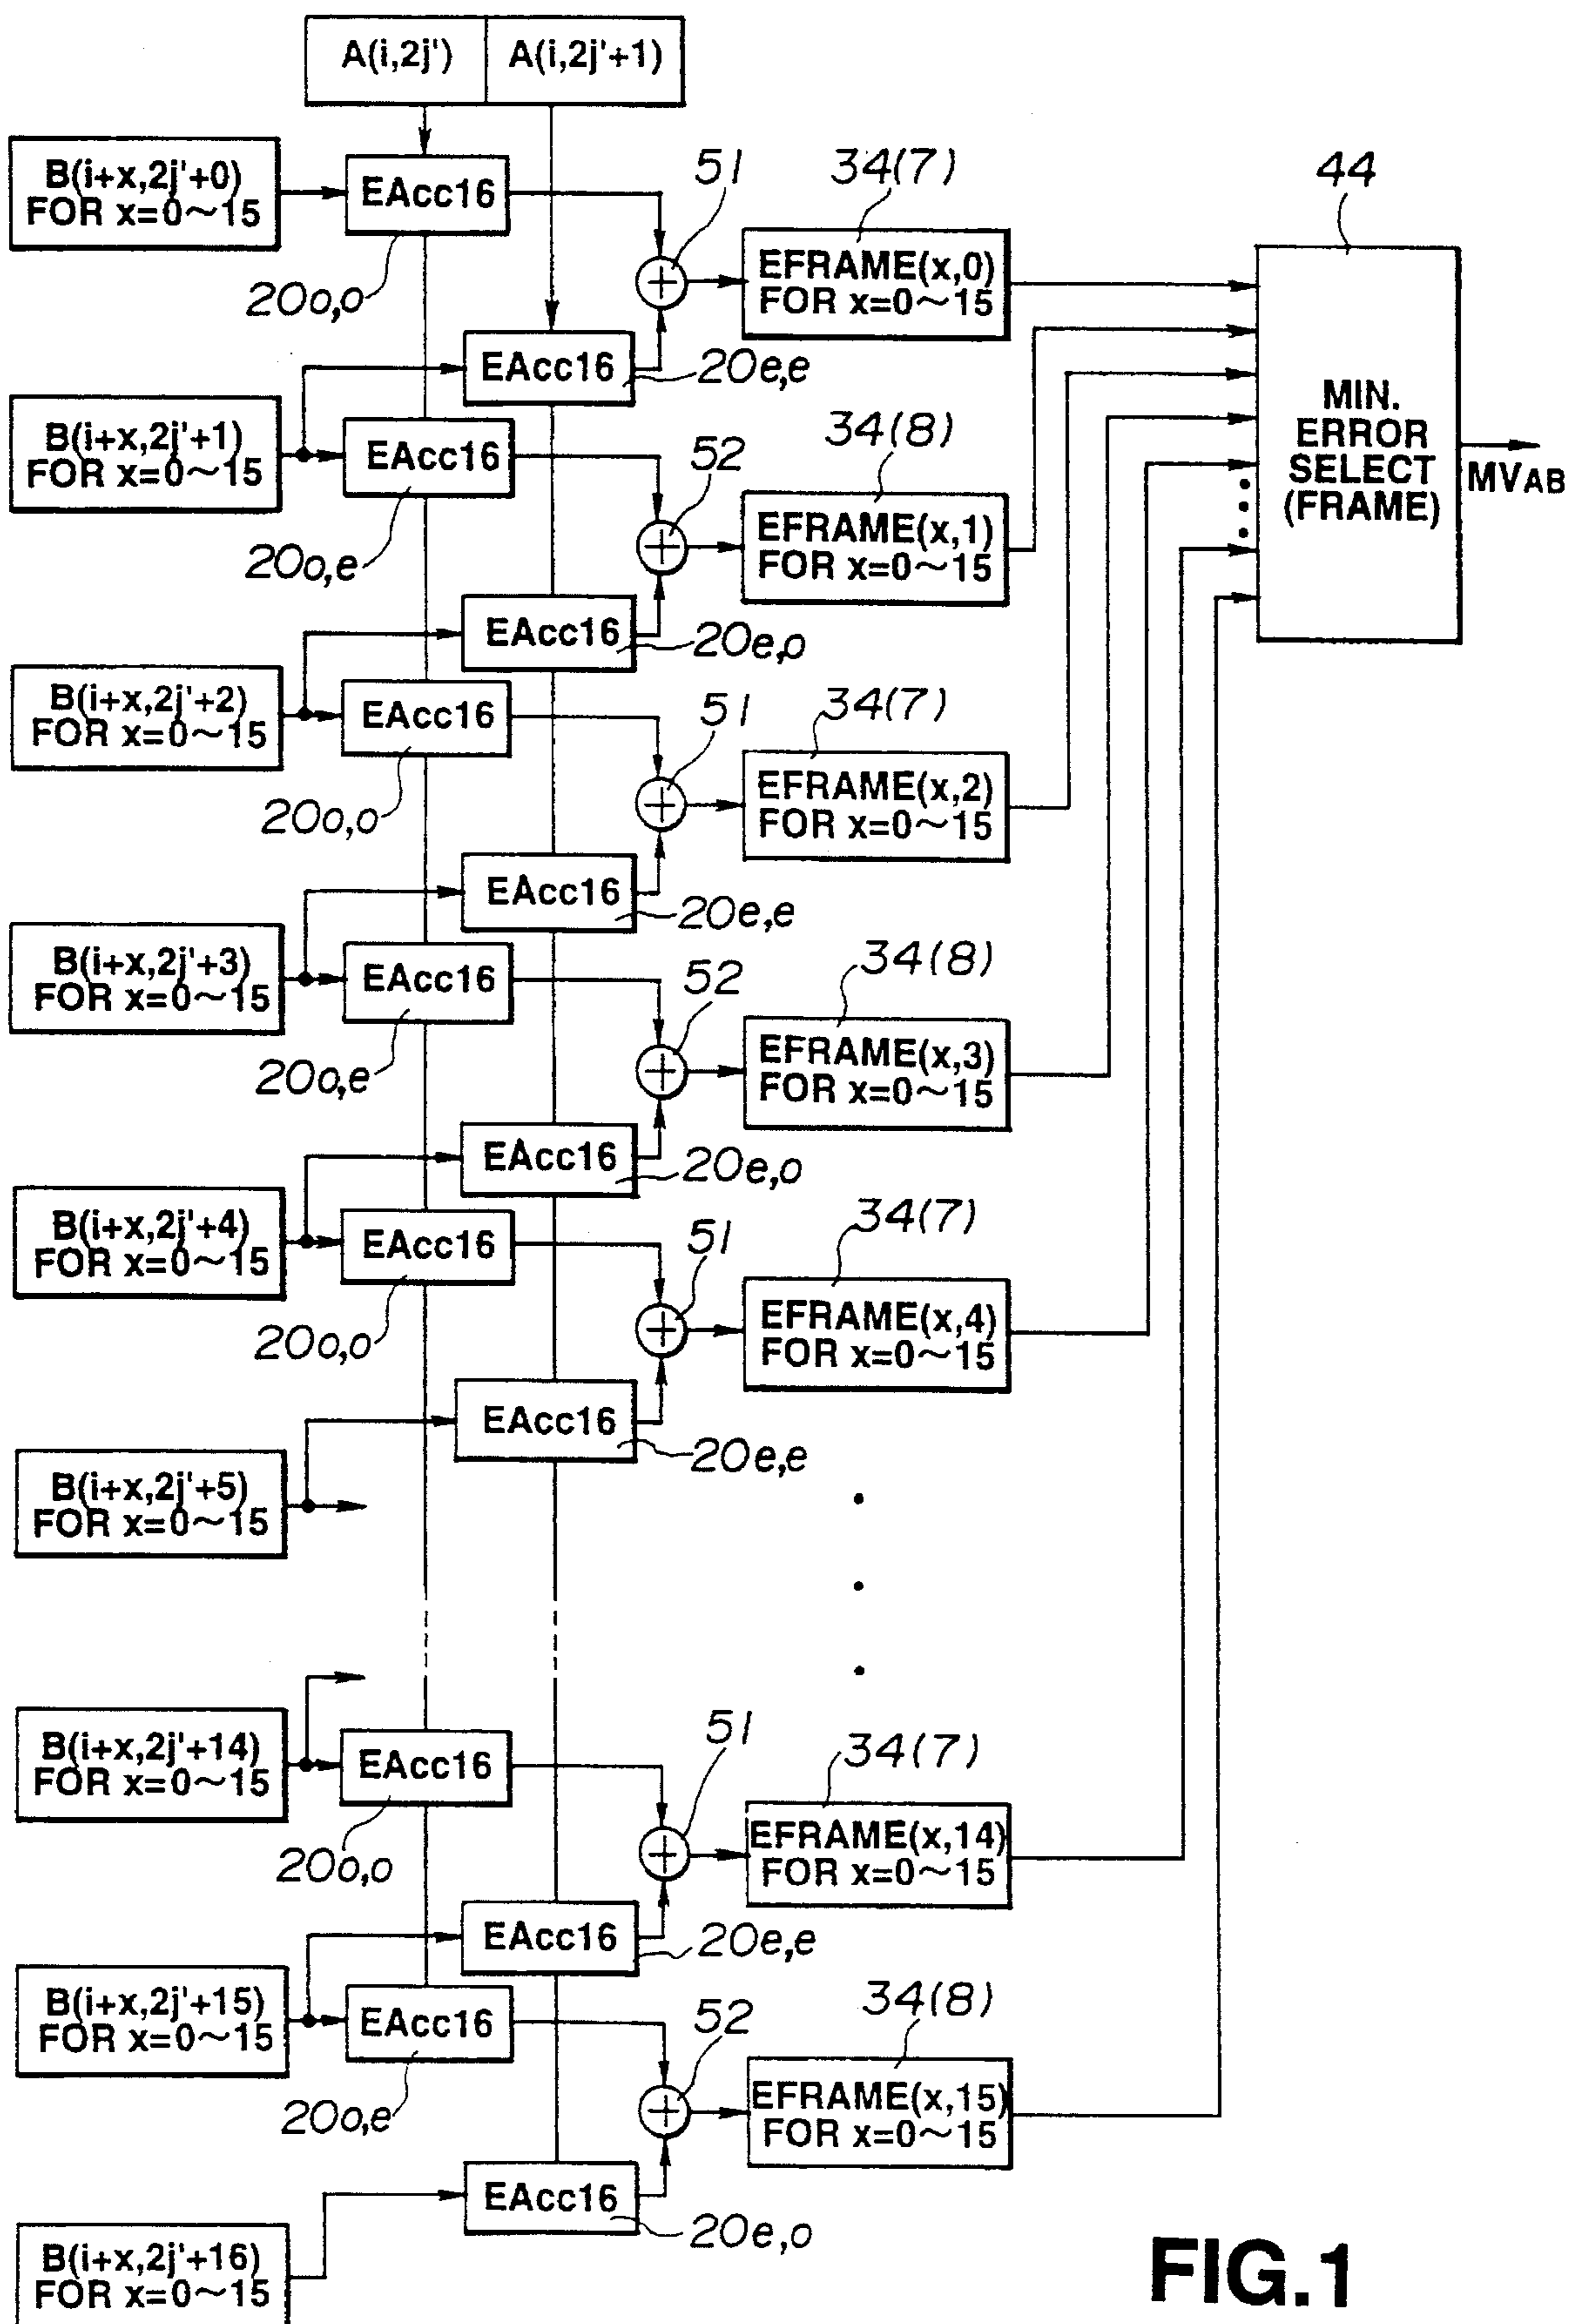 A(i,2j') A(i,2j'+1)
B(i+x,2j'+0)
FOR x=0~15
EAcc16
20o,o
51
34(7)
EFRAME(x,0)
FOR x=0~15
44
EAcc16
20e,e
MIN.
ERROR
SELECT
(FRAME)
MVAB
B(i+x,2j'+1)
FOR x=0~15
EAcc16
20o,e
52
34(8)
EFRAME(x,1)
FOR x=0~15
EAcc16
20e,o
B(i+x,2j'+2)
FOR x=0~15
EAcc16
20o,o
51
34(7)
EFRAME(x,2)
FOR x=0~15
EAcc16
20e,e
B(i+x,2j'+3)
FOR x=0~15
EAcc16
20o,e
52
34(8)
EFRAME(x,3)
FOR x=0~15
EAcc16
20e,o
B(i+x,2j'+4)
FOR x=0~15
EAcc16
20o,o
51
34(7)
EFRAME(x,4)
FOR x=0~15
EAcc16
20e,e
B(i+x,2j'+5)
FOR x=0~15
B(i+x,2j'+14)
FOR x=0~15
EAcc16
20o,o
51
34(7)
EFRAME(x,14)
FOR x=0~15
EAcc16
20e,e
B(i+x,2j'+15)
FOR x=0~15
EAcc16
20o,e
52
34(8)
EFRAME(x,15)
FOR x=0~15
EAcc16
20e,o
B(i+x,2j'+16)
FOR x=0~15
FIG.1